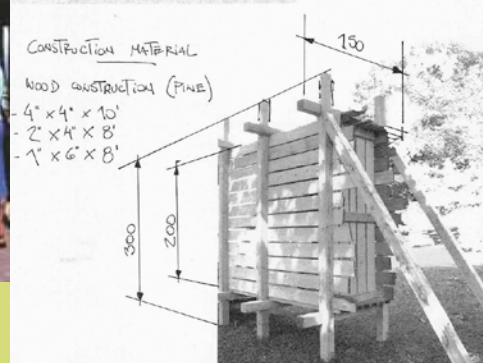 CONSTRUCTION MATERIAL
WOOD CONSTRUCTION (PINE)
- 4" x 4" x 10'
- 2" x 4" x 8'
- 1" x 6" x 8'
150
300
200